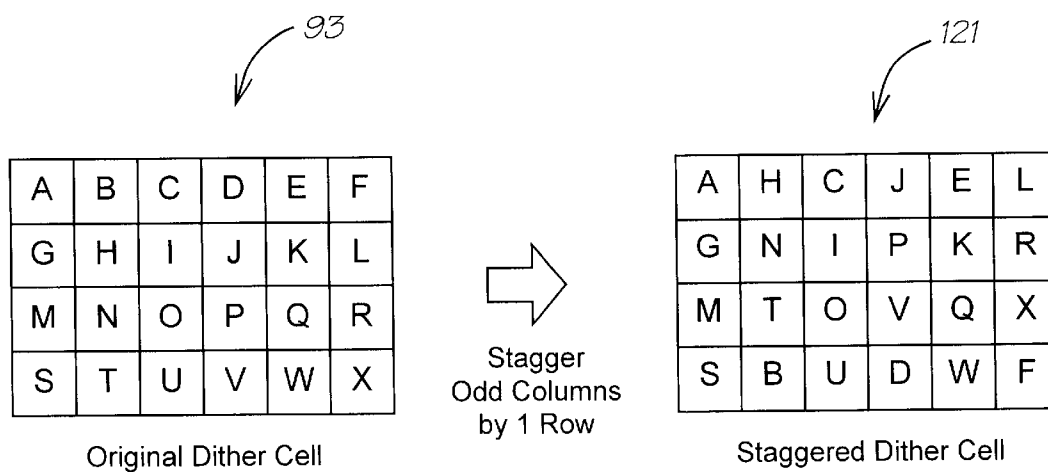 93
121
A B C D E F
G H I J K L
M N O P Q R
S T U V W X
Original Dither Cell
Stagger
Odd Columns
by 1 Row
A H C J E L
G N I P K R
M T O V Q X
S B U D W F
Staggered Dither Cell